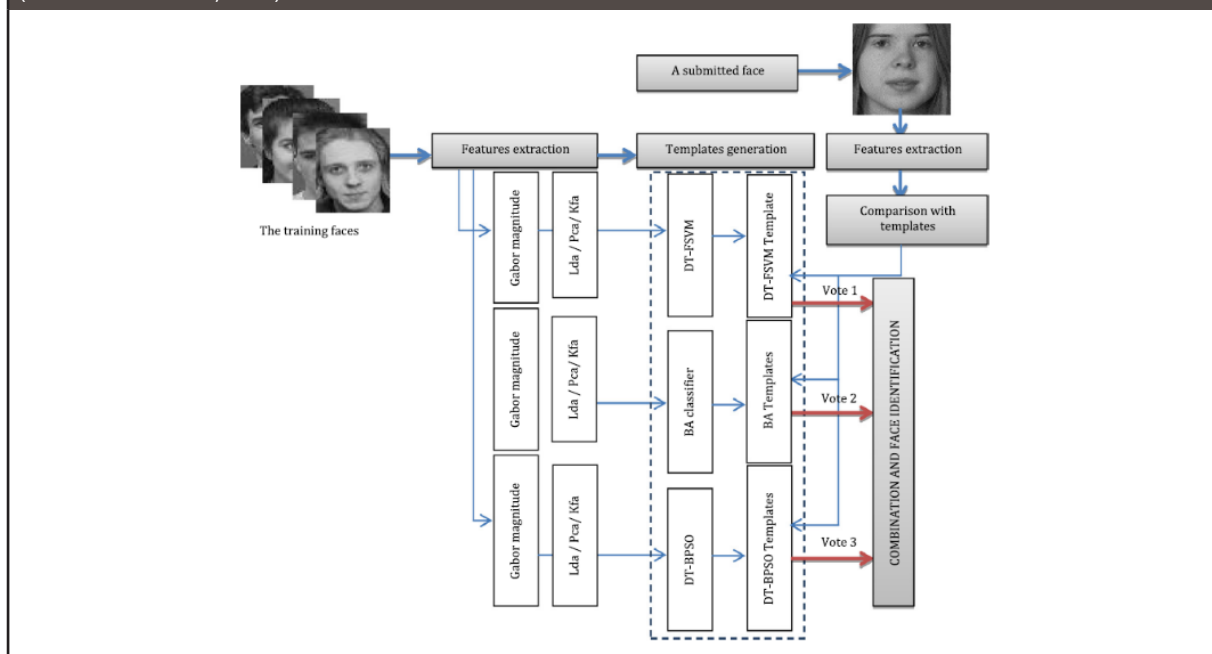 A submitted face
Features extraction
Templates generation
Features extraction
The training faces
Comparison with
templates
Gabor magnitude
Lda / Pca/ Kfa
DT-FSVM
DT-FSVM Template
Vote 1
Gabor magnitude
Lda / Pca/ Kfa
BA classifier
BA Templates
Vote 2
Gabor magnitude
Lda / Pca/ Kfa
DT-BPSO
DT-BPSO Templates
Vote 3
COMBINATION AND FACE IDENTIFICATION